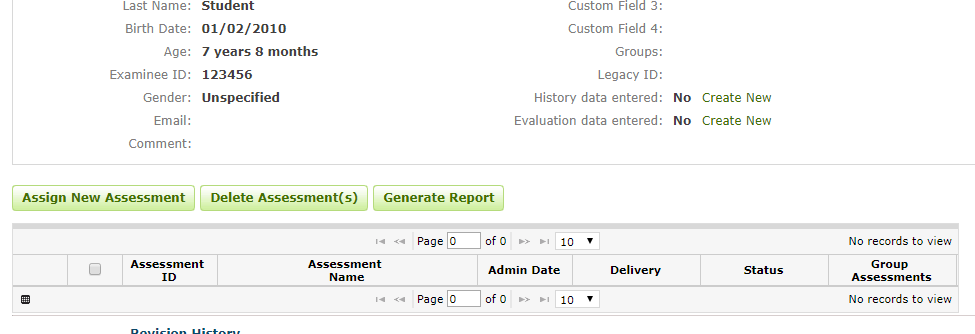 Last Name: Student
Custom Field 3:
Birth Date: 01/02/2010
Custom Field 4:
Age: 7 years 8 months
Groups:
Examinee ID: 123456
Legacy ID:
Gender: Unspecified
History data entered: No Create New
Email:
Evaluation data entered: No Create New
Comment:
Assign New Assessment Delete Assessment(s) Generate Report
Page 0 of 0 10 No records to view
Assessment ID Assessment Name Admin Date Delivery Status Group Assessments
Page 0 of 0 10 No records to view
Revision History